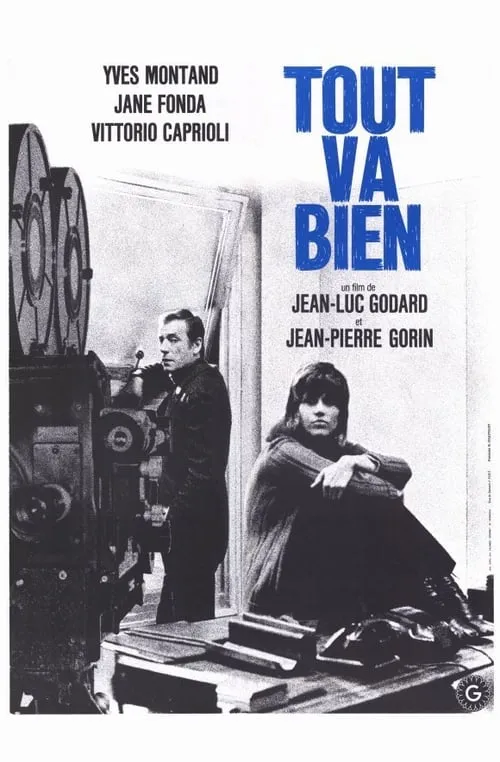 YVES MONTAND
JANE FONDA
VITTORIO CAPRIOLI
TOUT
VA
BIEN
un film de
JEAN-LUC GODARD
et
JEAN-PIERRE GORIN
G